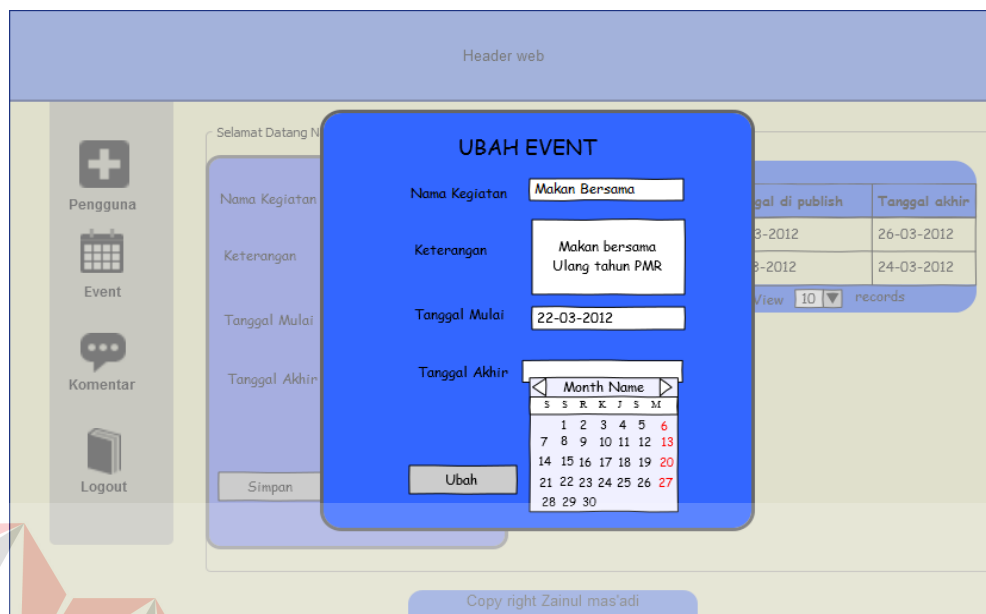 Header web
Pengguna
Event
Komentar
Logout
Selamat Datang N
Nama Kegiatan
Keterangan
Tanggal Mulai
Tanggal Akhir
Simpan
UBAH EVENT
Nama Kegiatan
Makan Bersama
Keterangan
Makan bersama
Ulang tahun PMR
Tanggal Mulai
22-03-2012
Tanggal Akhir
Month Name
S S R K J S M
1 2 3 4 5 6
7 8 9 10 11 12 13
14 15 16 17 18 19 20
21 22 23 24 25 26 27
28 29 30
Ubah
gal di publish Tanggal akhir
3-2012 26-03-2012
3-2012 24-03-2012
View 10 records
Copy right Zainul mas'adi